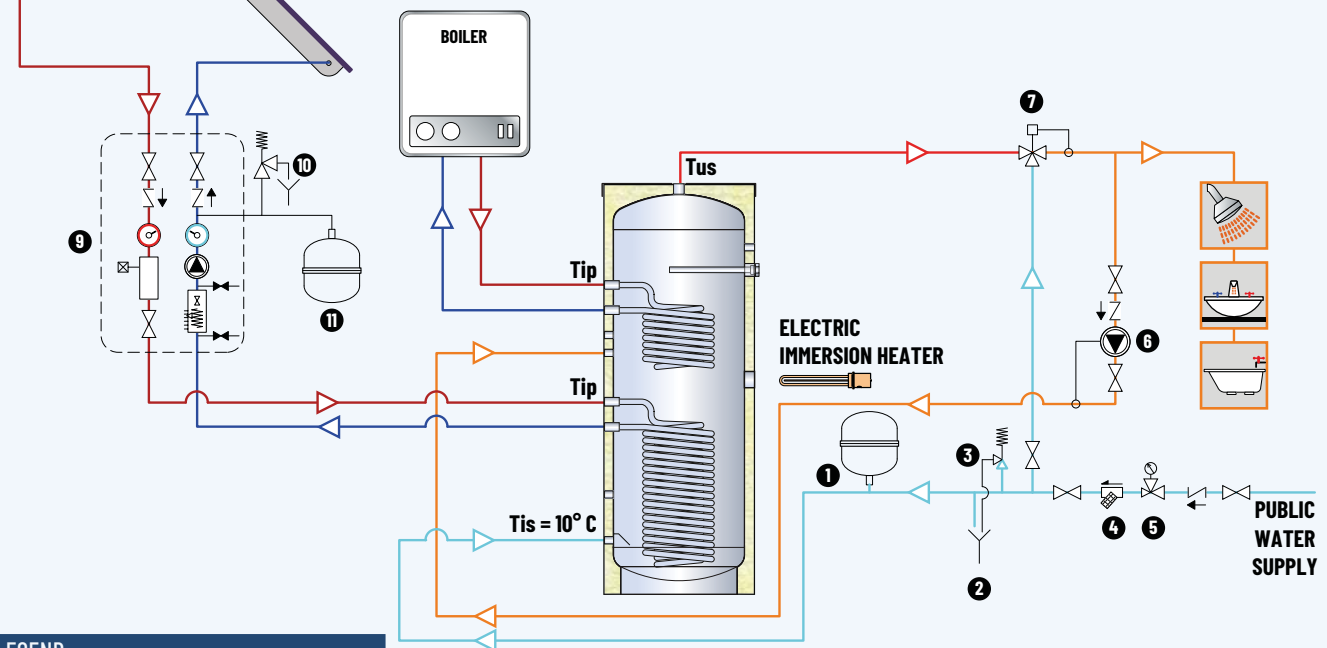 BOILER
7
10
Tus
9
Tip
11
ELECTRIC
IMMERSION HEATER
6
Tip
3
1
Tis = 10° C
4
5
PUBLIC
WATER
SUPPLY
2